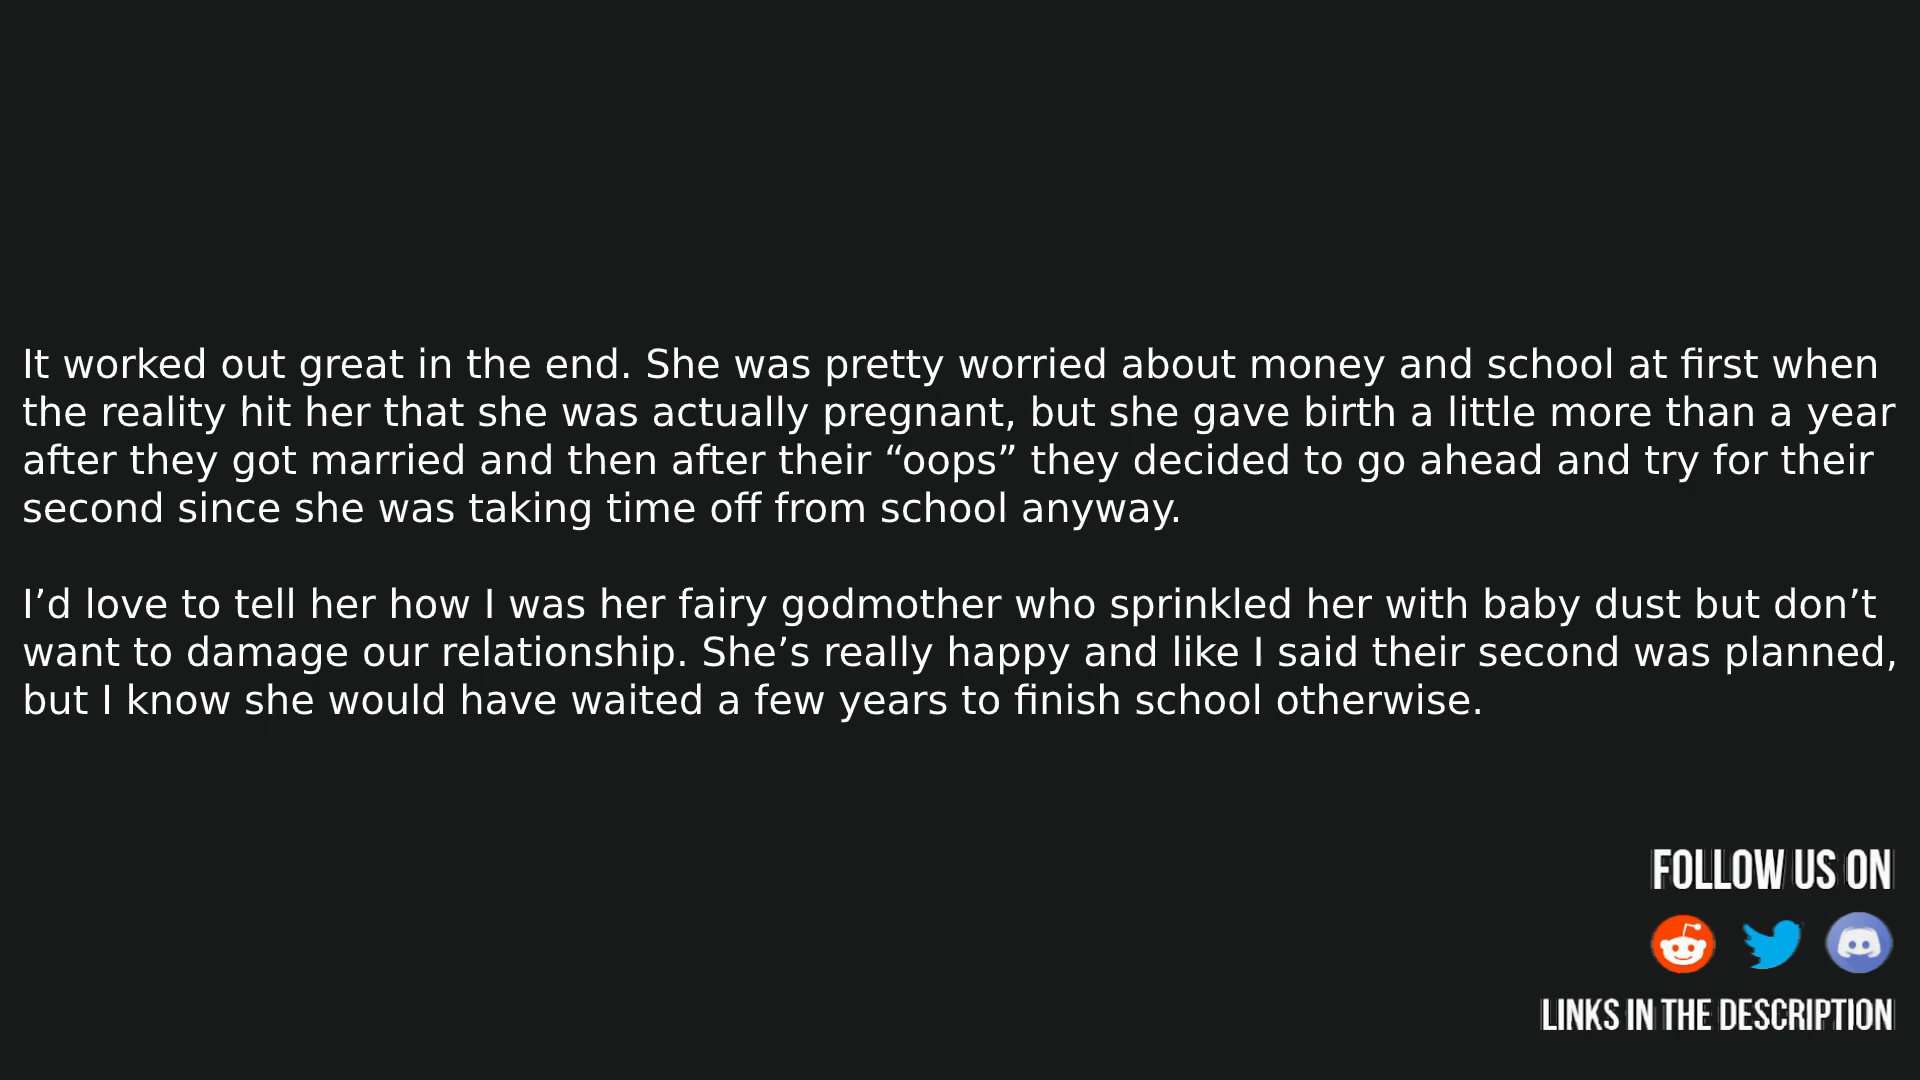 It worked out great in the end. She was pretty worried about money and school at first when
the reality hit her that she was actually pregnant, but she gave birth a little more than a year
after they got married and then after their “oops” they decided to go ahead and try for their
second since she was taking time off from school anyway.
I’d love to tell her how I was her fairy godmother who sprinkled her with baby dust but don’t
want to damage our relationship. She’s really happy and like I said their second was planned,
but I know she would have waited a few years to finish school otherwise.
FOLLOW US ON
LINKS IN THE DESCRIPTION